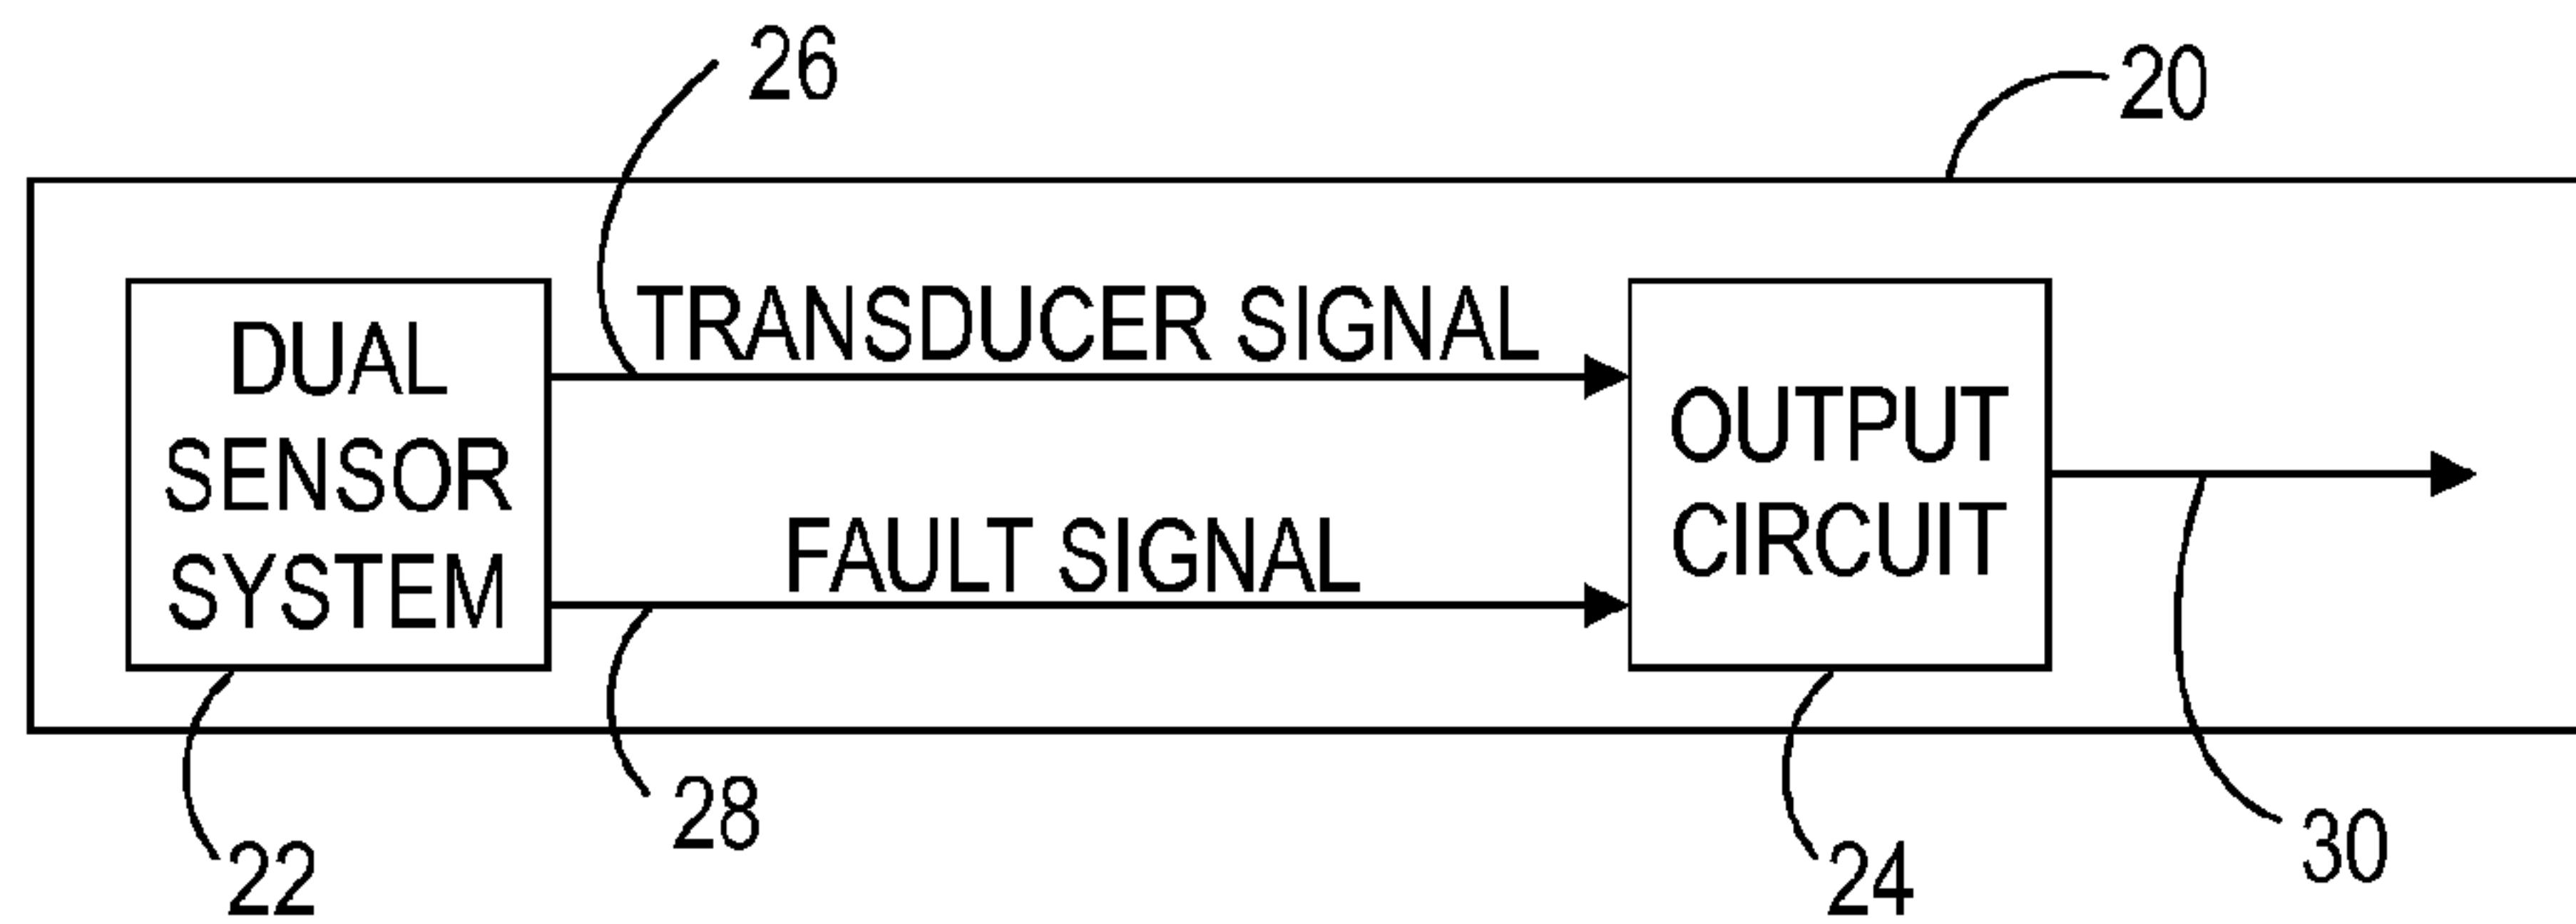 26
20
TRANSDUCER SIGNAL
DUAL
SENSOR
SYSTEM
OUTPUT
CIRCUIT
FAULT SIGNAL
28
22
24
30